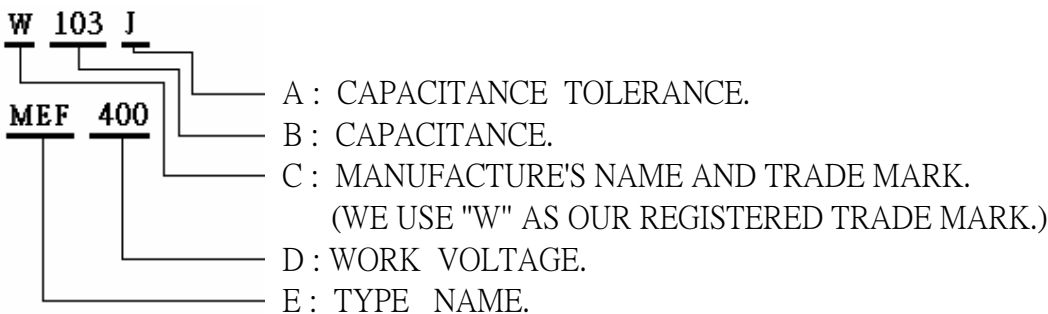 W 103 J
A : CAPACITANCE TOLERANCE.
MEF 400
B : CAPACITANCE.
C : MANUFACTURE'S NAME AND TRADE MARK.
(WE USE "W" AS OUR REGISTERED TRADE MARK.)
D : WORK VOLTAGE.
E : TYPE NAME.